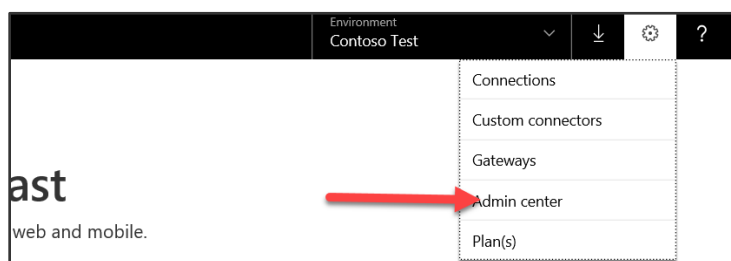 Environment
Contoso Test
?
Connections
Custom connectors
Gateways
Admin center
Plan(s)
ast
web and mobile.